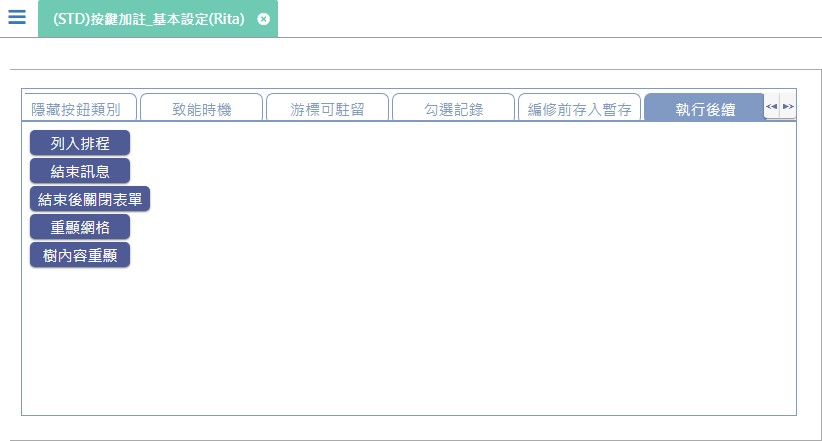 (STD)按鍵加註_基本設定(Rita)
隱藏按鈕類別
致能時機
游標可駐留
勾選記錄
編修前存入暫存
執行後續
列入排程
結束訊息
結束後關閉表單
重顯網格
樹內容重顯